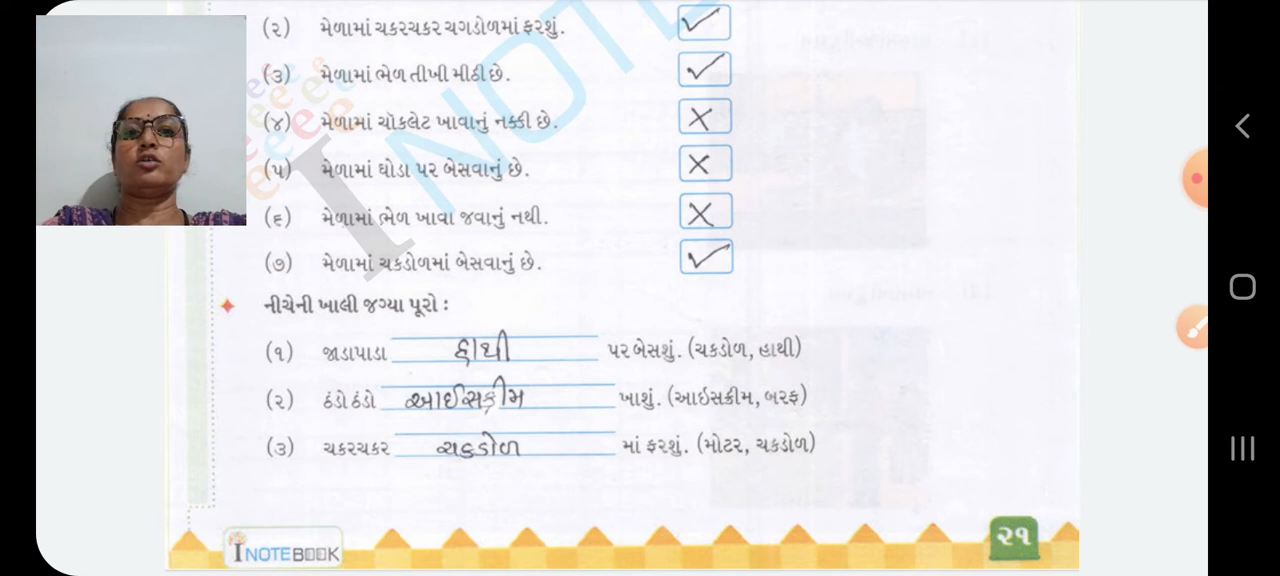 (૨) મેળામાં ચકરચકર ચગડોળમાં ફરશું. ✓
(૩) મેળામાં ભેળ તીખી મીઠી છે. ✓
(૪) મેળામાં ચૉકલેટ ખાવાનું નક્કી છે. ✗
(૫) મેળામાં ઘોડા પર બેસવાનું છે. ✗
(૬) મેળામાં ભેળ ખાવા જવાનું નથી. ✗
(૭) મેળામાં ચકડોળમાં બેસવાનું છે. ✓
નીચેની ખાલી જગ્યા પૂરો :
(૧) જાડાપાડા હાથી પર બેસશું. (ચકડોળ, હાથી)
(૨) ઠંડો ઠંડો આઈસક્રીમ ખાશું. (આઇસક્રીમ, બરફ)
(૩) ચકરચકર ચકડોળ માં ફરશું. (મોટર, ચકડોળ)
INOTEBOOK
૨૧